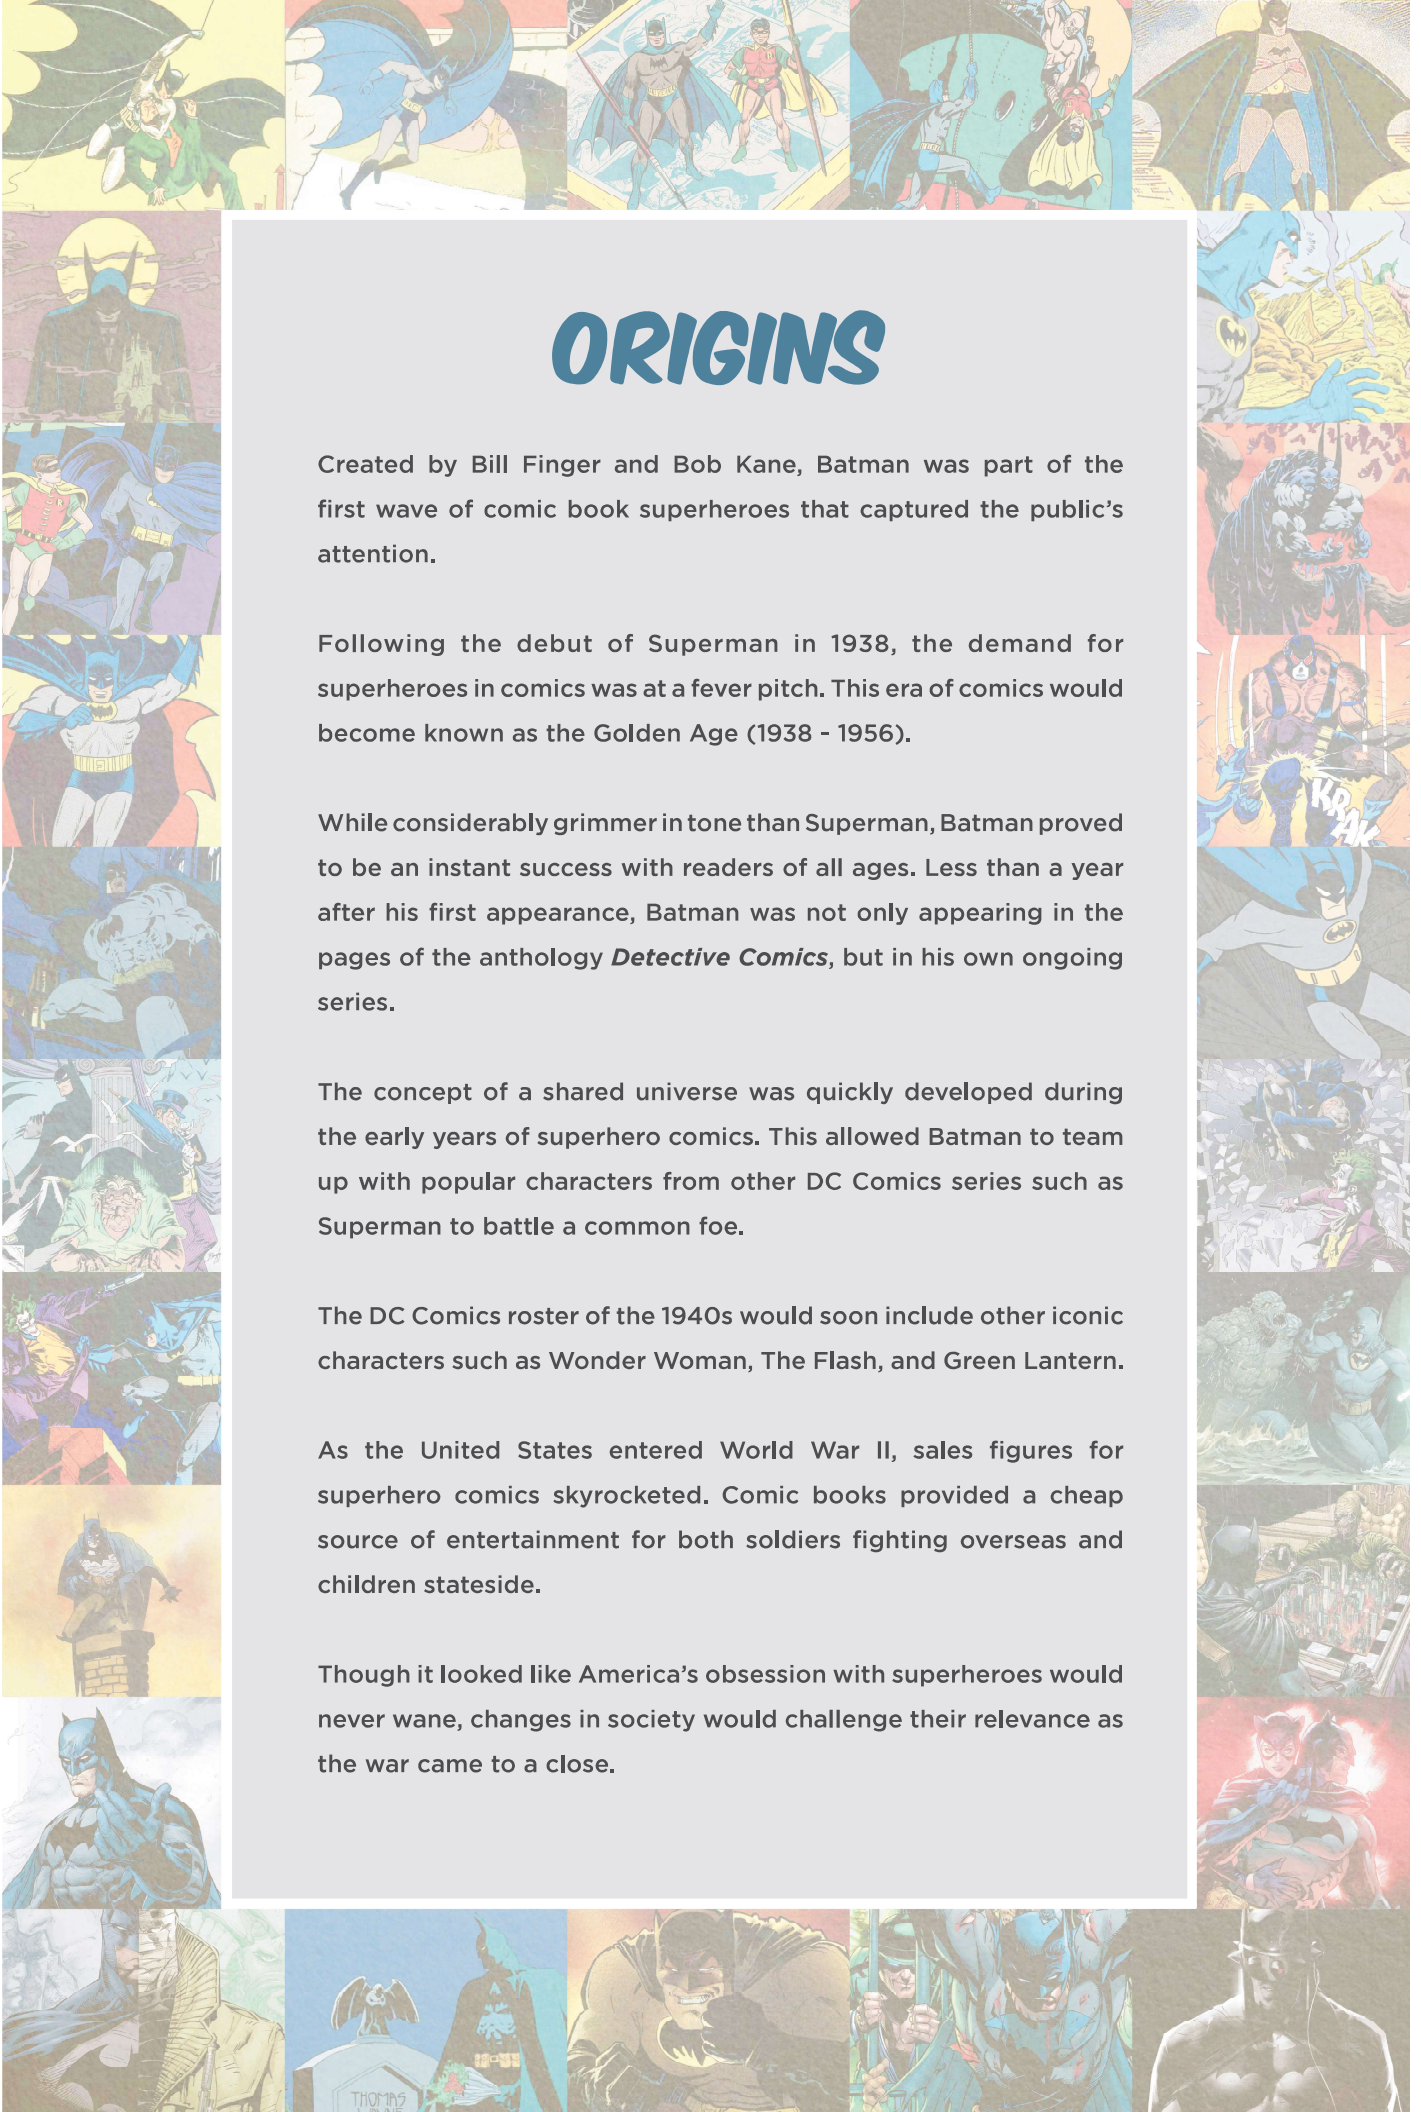 ORIGINS
Created by Bill Finger and Bob Kane, Batman was part of the
first wave of comic book superheroes that captured the public’s
attention.
Following the debut of Superman in 1938, the demand for
superheroes in comics was at a fever pitch. This era of comics would
become known as the Golden Age (1938 - 1956).
While considerably grimmer in tone than Superman, Batman proved
to be an instant success with readers of all ages. Less than a year
after his first appearance, Batman was not only appearing in the
pages of the anthology Detective Comics, but in his own ongoing
series.
The concept of a shared universe was quickly developed during
the early years of superhero comics. This allowed Batman to team
up with popular characters from other DC Comics series such as
Superman to battle a common foe.
The DC Comics roster of the 1940s would soon include other iconic
characters such as Wonder Woman, The Flash, and Green Lantern.
As the United States entered World War II, sales figures for
superhero comics skyrocketed. Comic books provided a cheap
source of entertainment for both soldiers fighting overseas and
children stateside.
Though it looked like America’s obsession with superheroes would
never wane, changes in society would challenge their relevance as
the war came to a close.
KRAK
THOMAS